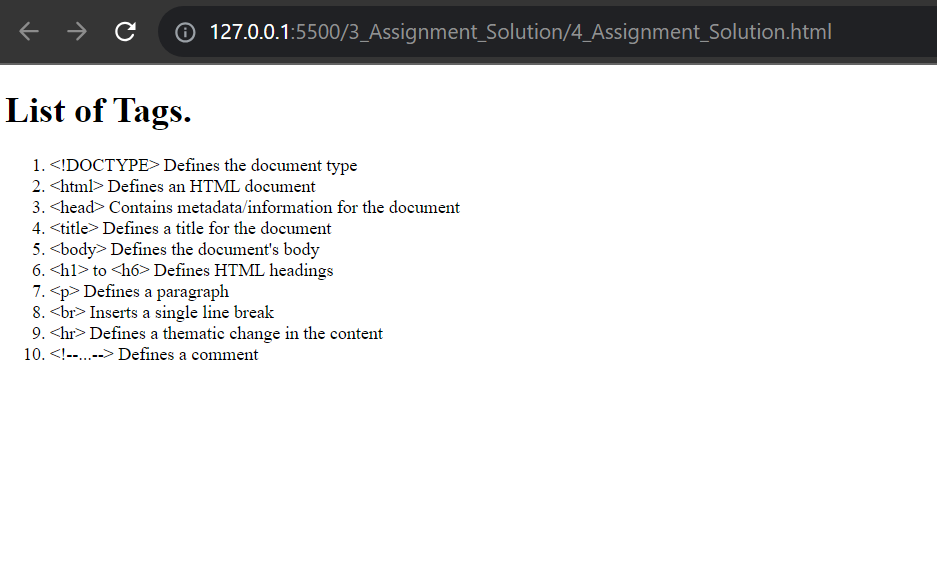 127.0.0.1:5500/3_Assignment_Solution/4_Assignment_Solution.html
List of Tags.
1. <!DOCTYPE> Defines the document type
2. <html> Defines an HTML document
3. <head> Contains metadata/information for the document
4. <title> Defines a title for the document
5. <body> Defines the document's body
6. <h1> to <h6> Defines HTML headings
7. <p> Defines a paragraph
8. <br> Inserts a single line break
9. <hr> Defines a thematic change in the content
10. <!--...--> Defines a comment